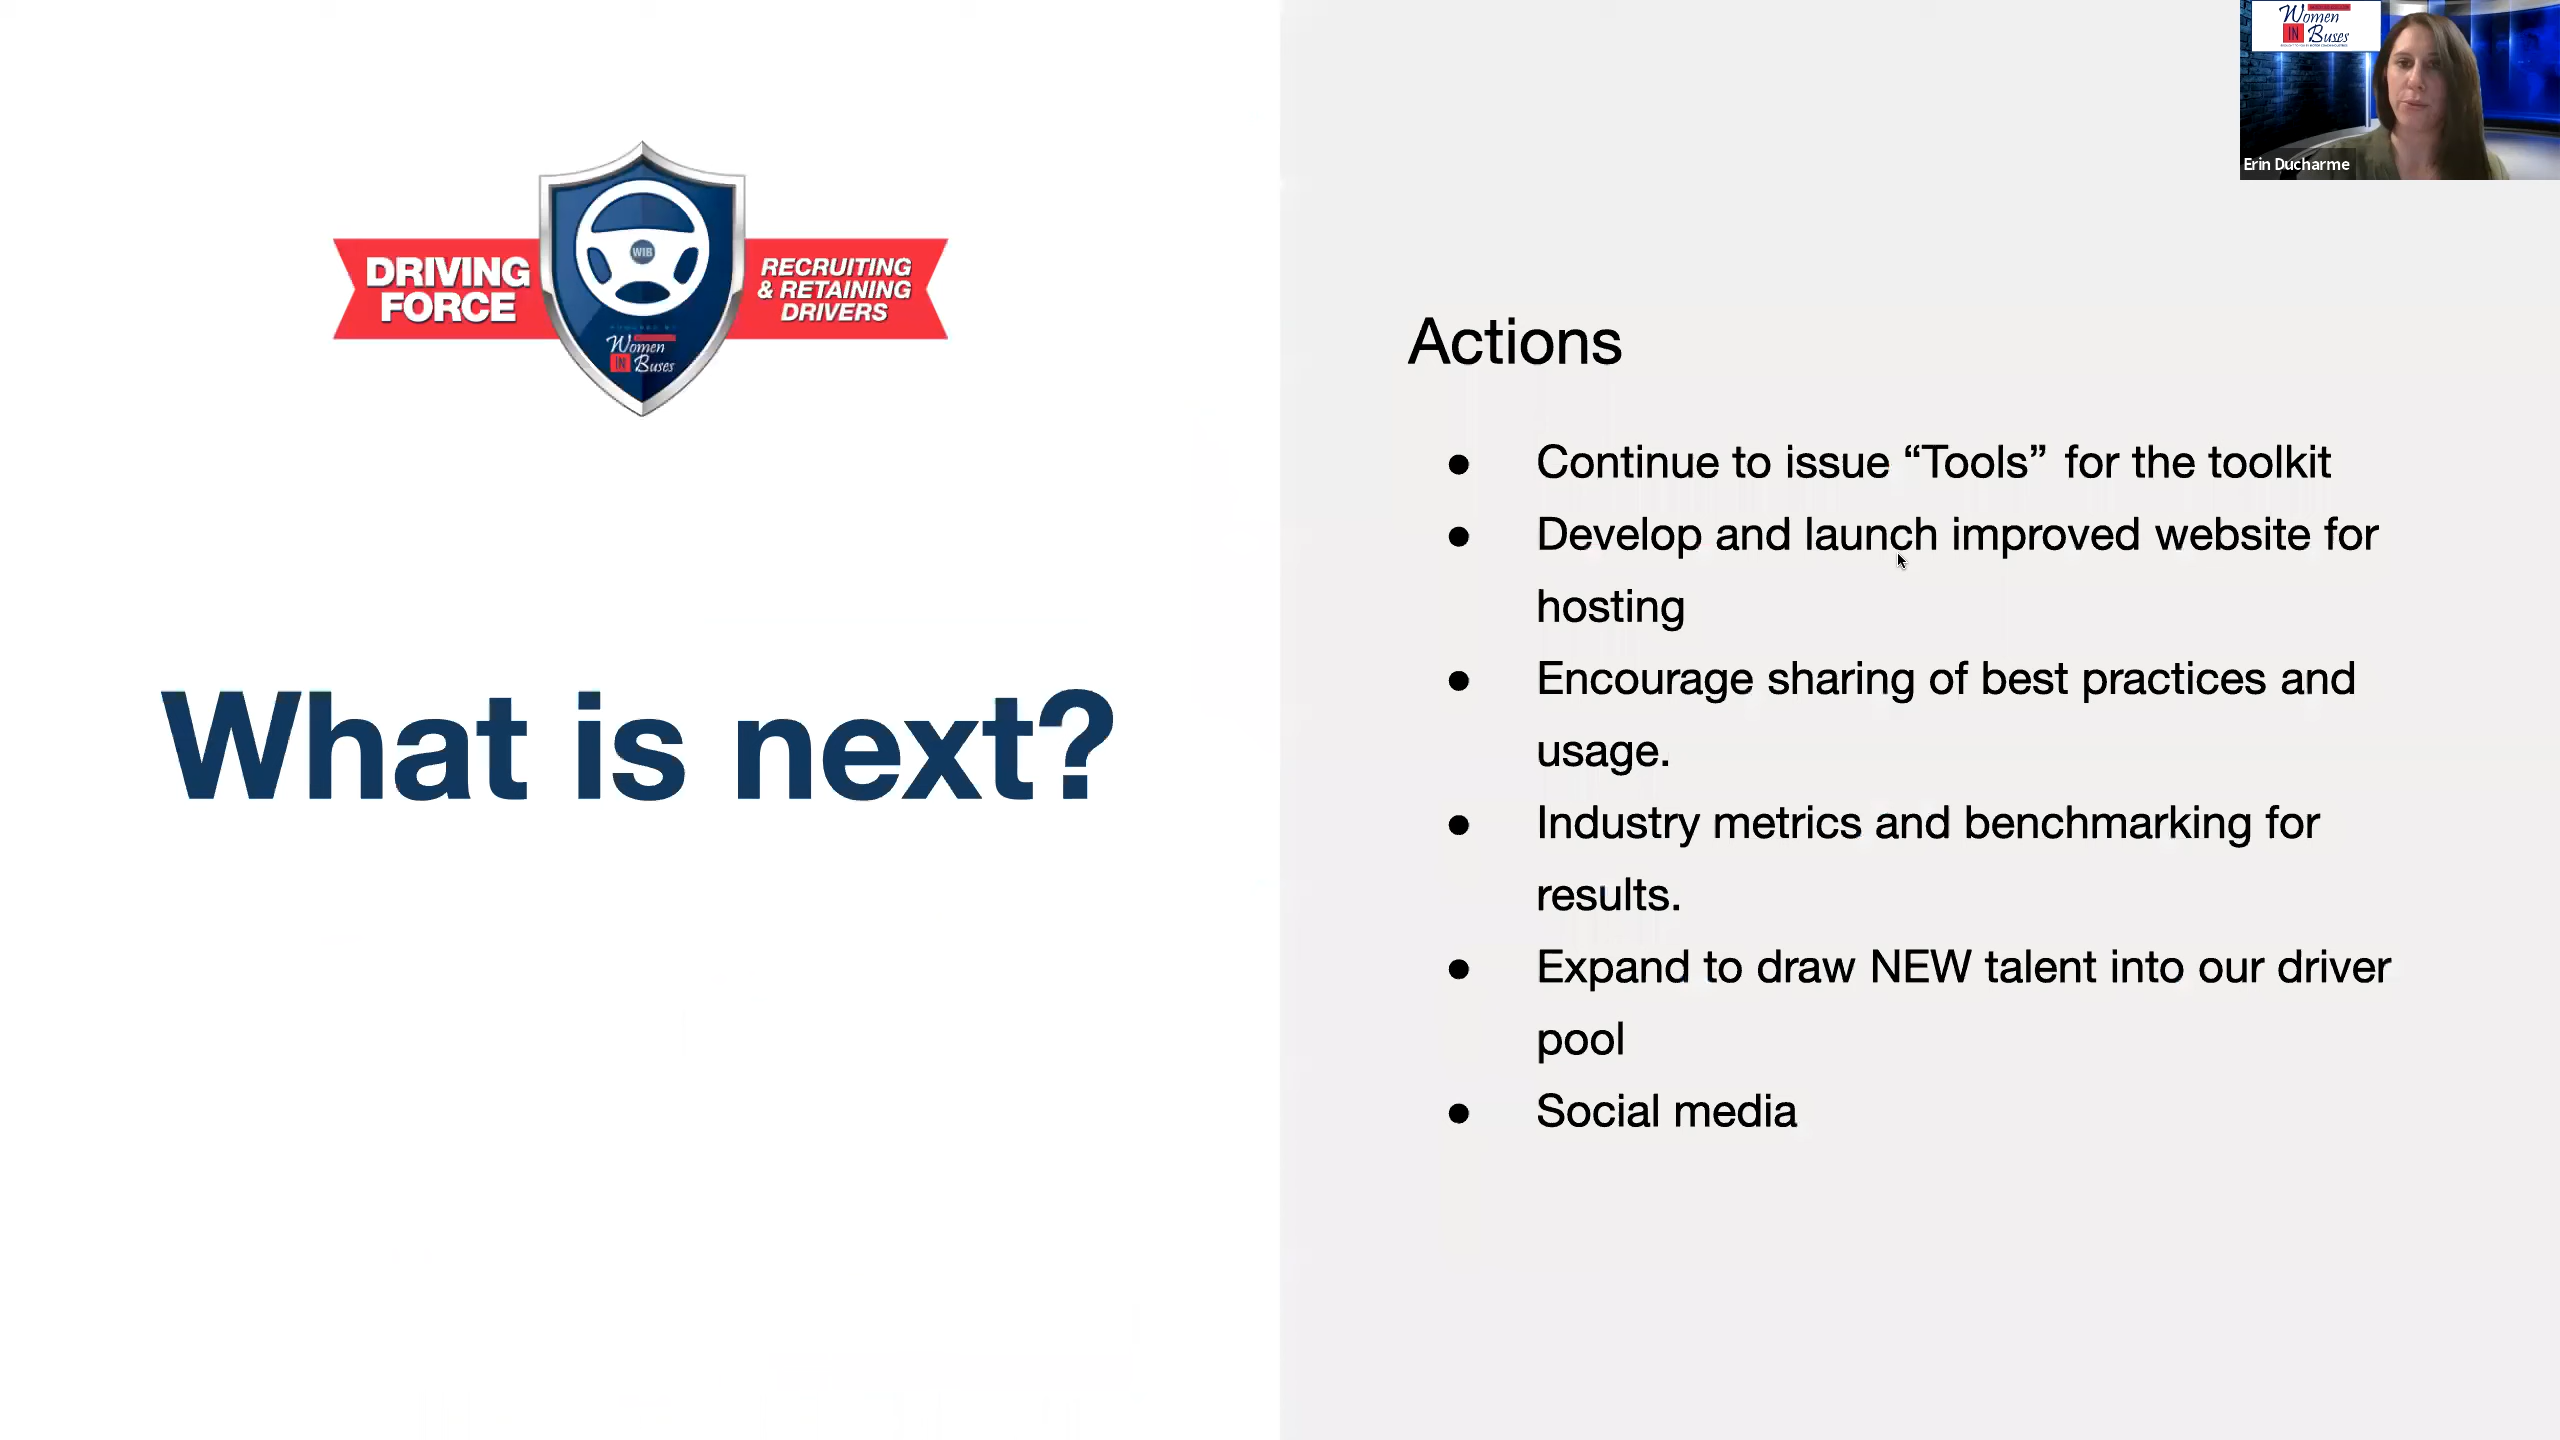 DRIVING
FORCE
WIB
RECRUITING
& RETAINING
DRIVERS
POWERED BY
Women
IN Buses
What is next?
Women
IN Buses
Erin Ducharme
Actions
● Continue to issue “Tools” for the toolkit
● Develop and launch improved website for
hosting
● Encourage sharing of best practices and
usage.
● Industry metrics and benchmarking for
results.
● Expand to draw NEW talent into our driver
pool
● Social media